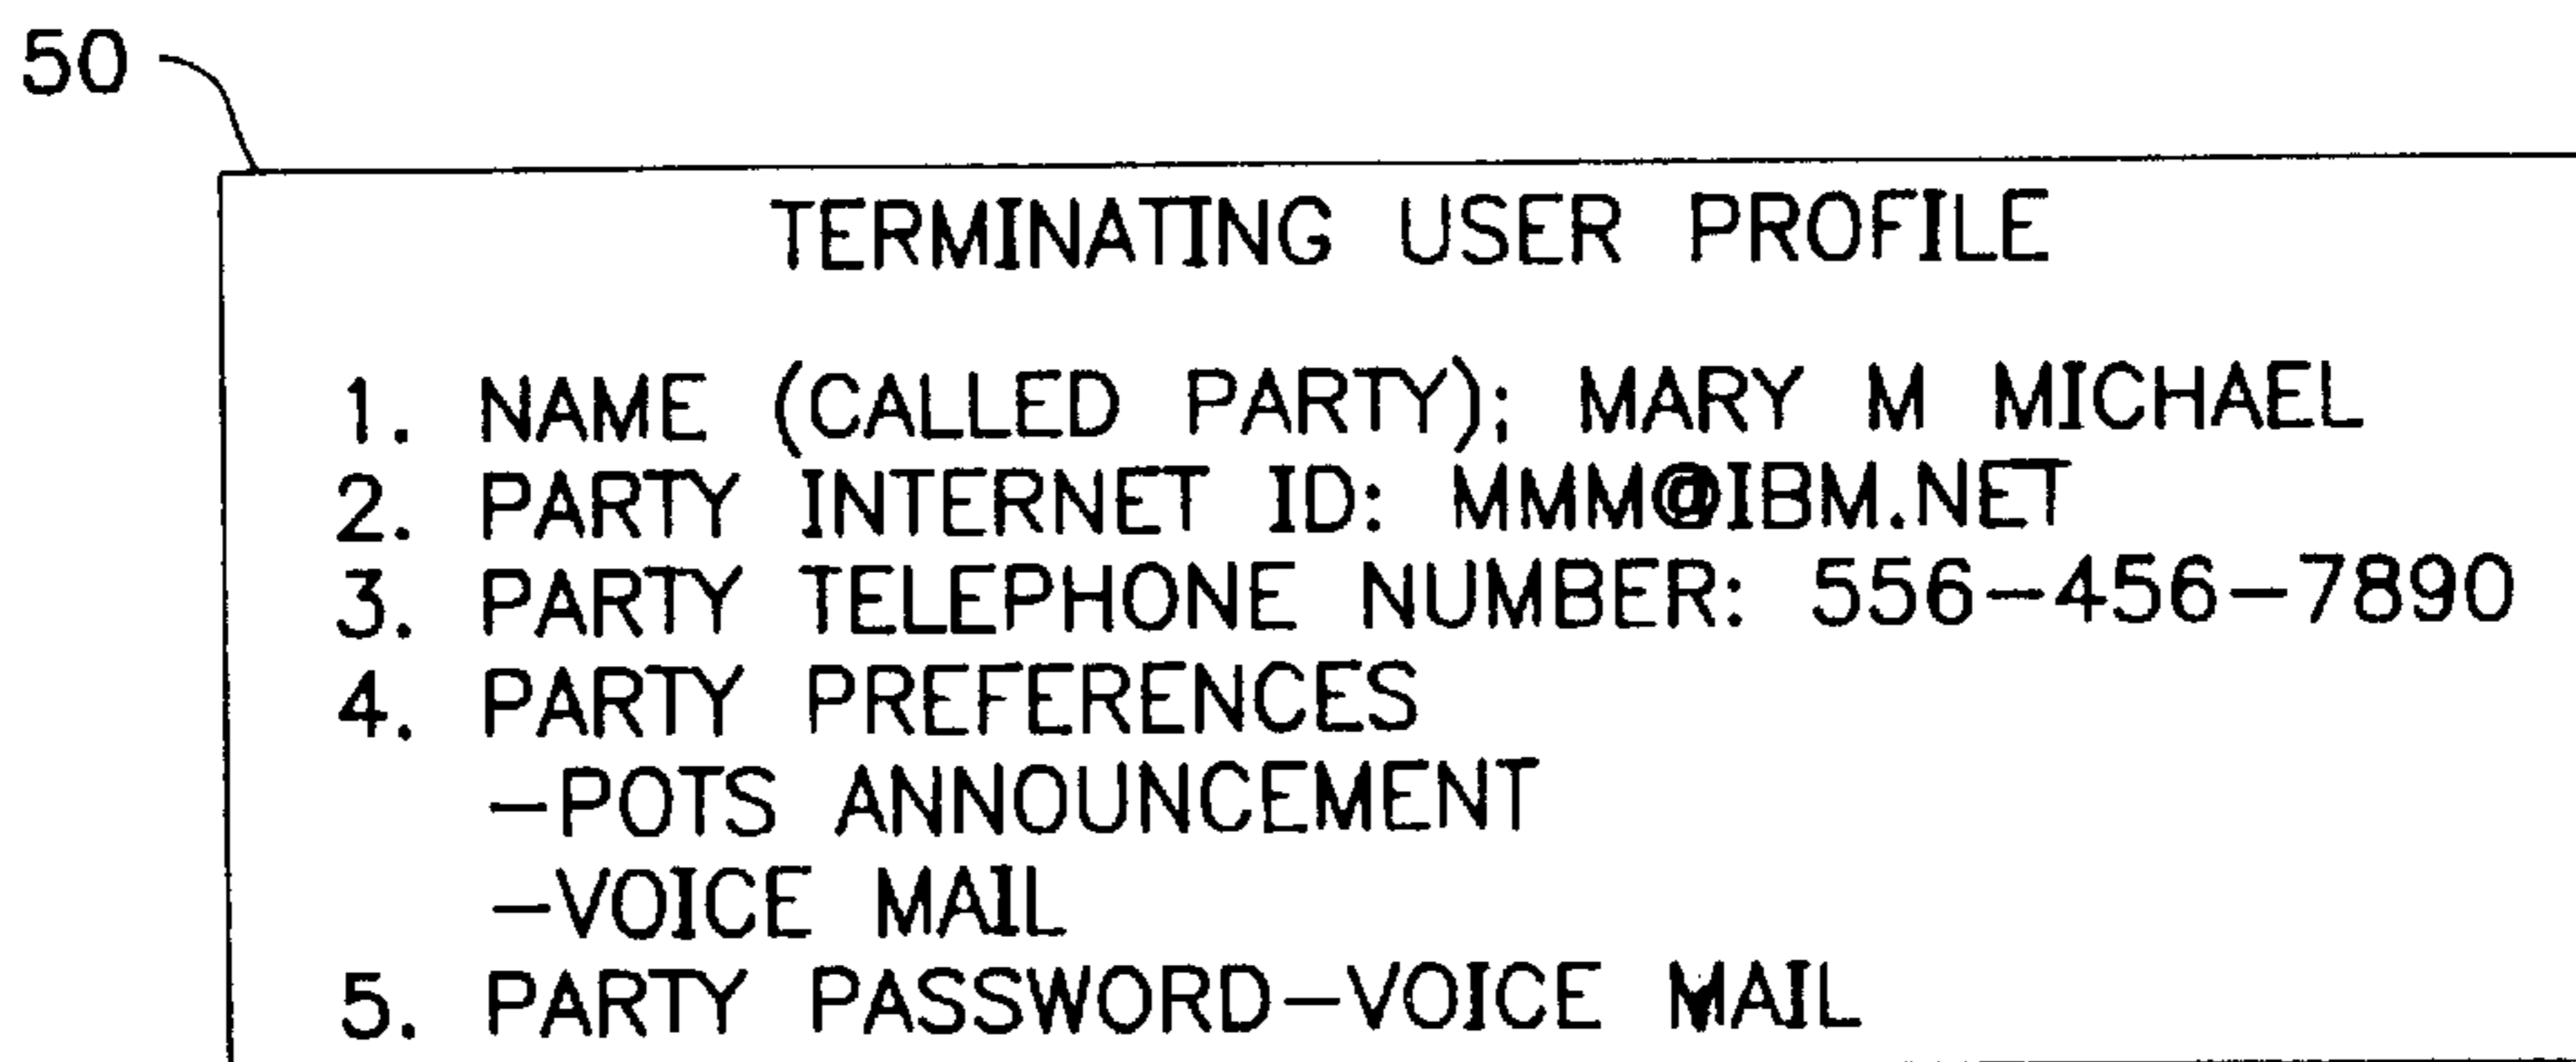 50
TERMINATING USER PROFILE
1. NAME (CALLED PARTY); MARY M MICHAEL
2. PARTY INTERNET ID: MMM@IBM.NET
3. PARTY TELEPHONE NUMBER: 556-456-7890
4. PARTY PREFERENCES
-POTS ANNOUNCEMENT
-VOICE MAIL
5. PARTY PASSWORD-VOICE MAIL